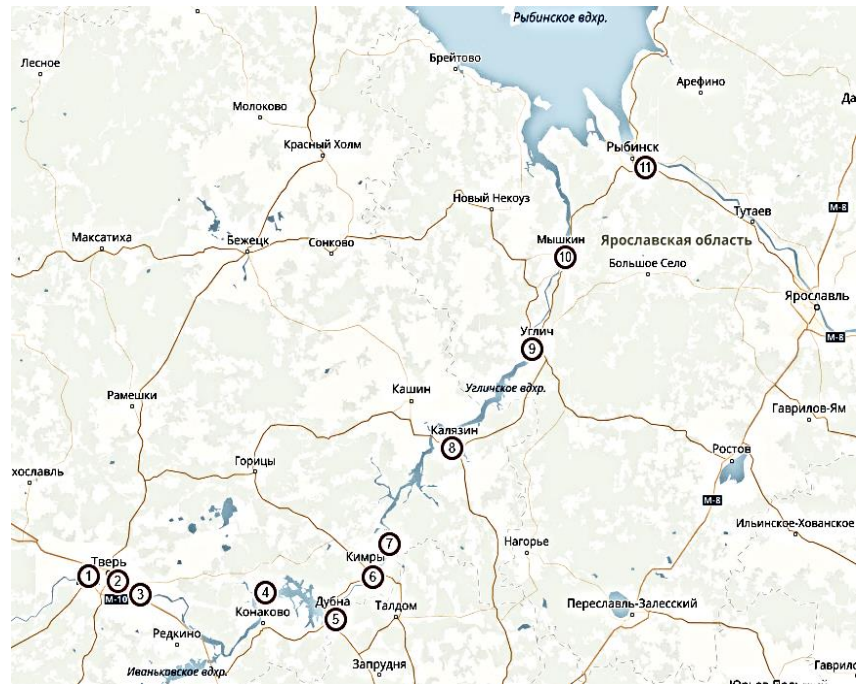 Рыбинское вдхр.
Лесное
Брейтово
Арефино
Да
Молоково
Красный Холм
Рыбинск
11
Новый Некоуз
Тутаев
М-8
Максатиха
Бежецк
Сонково
Мышкин
Ярославская область
10
Большое Село
Ярославль
Углич
М-8
9
Рамешки
Кашин
Угличское вдхр.
Гаврилов-Ям
Калязин
8
Горицы
Ростов
хославль
М-8
Ильинское-Хованское
7
Нагорье
Тверь
Кимры
1
2
6
3
М-10
4
Дубна
Конаково
5
Талдом
Переславль-Залесский
Редкино
Запрудня
Иваньковское вдхр.
Гаврило